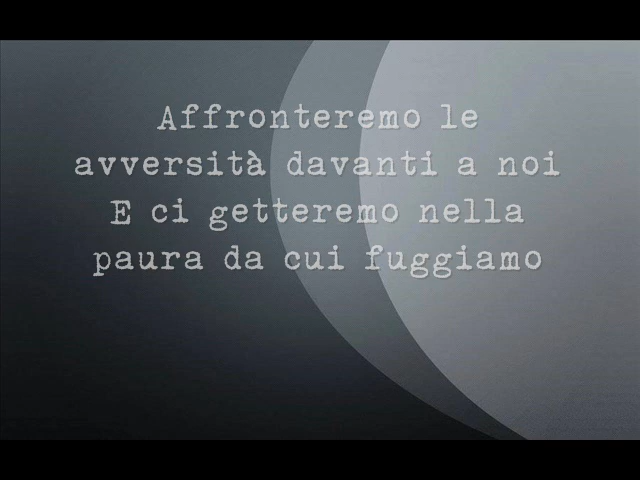 Affronteremo le
avversità davanti a noi
E ci getteremo nella
paura da cui fuggiamo